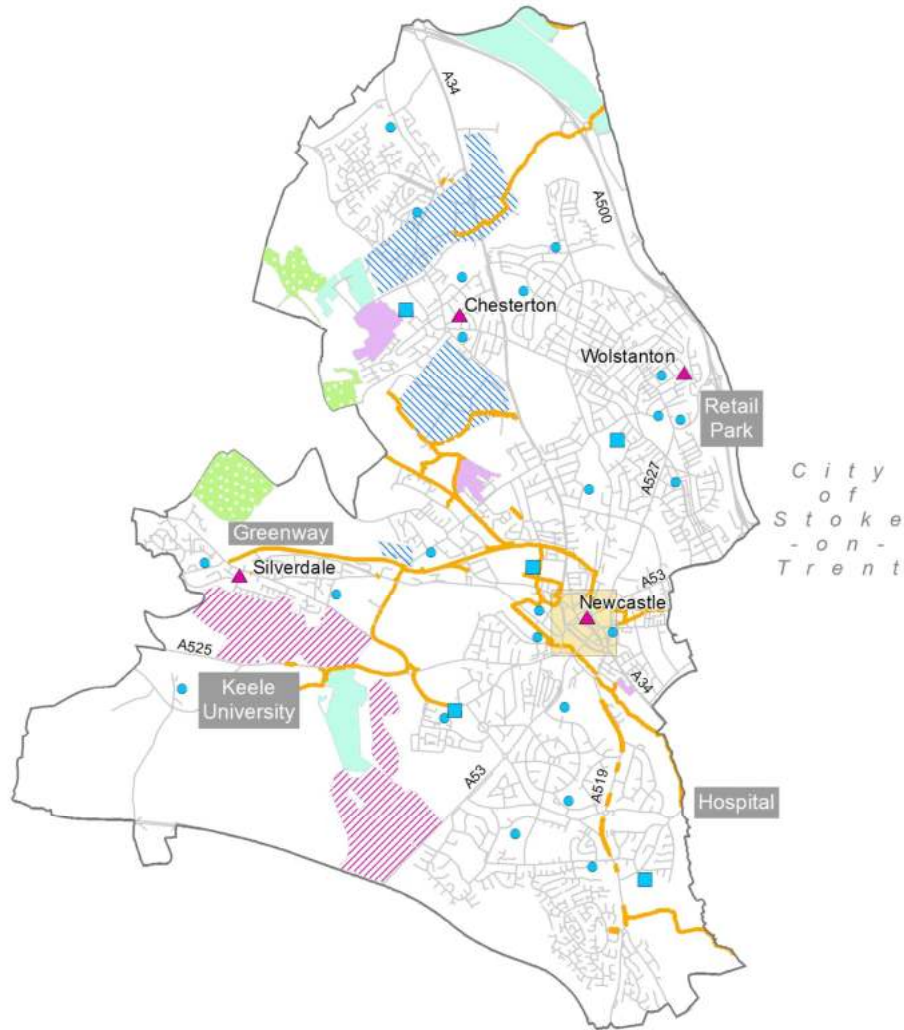 A34
A500
Chesterton
Wolstanton
Retail
Park
A527
City
of
Stoke
-on-
Trent
Greenway
Silverdale
A53
Newcastle
A525
Keele
University
A34
A53
A519
Hospital